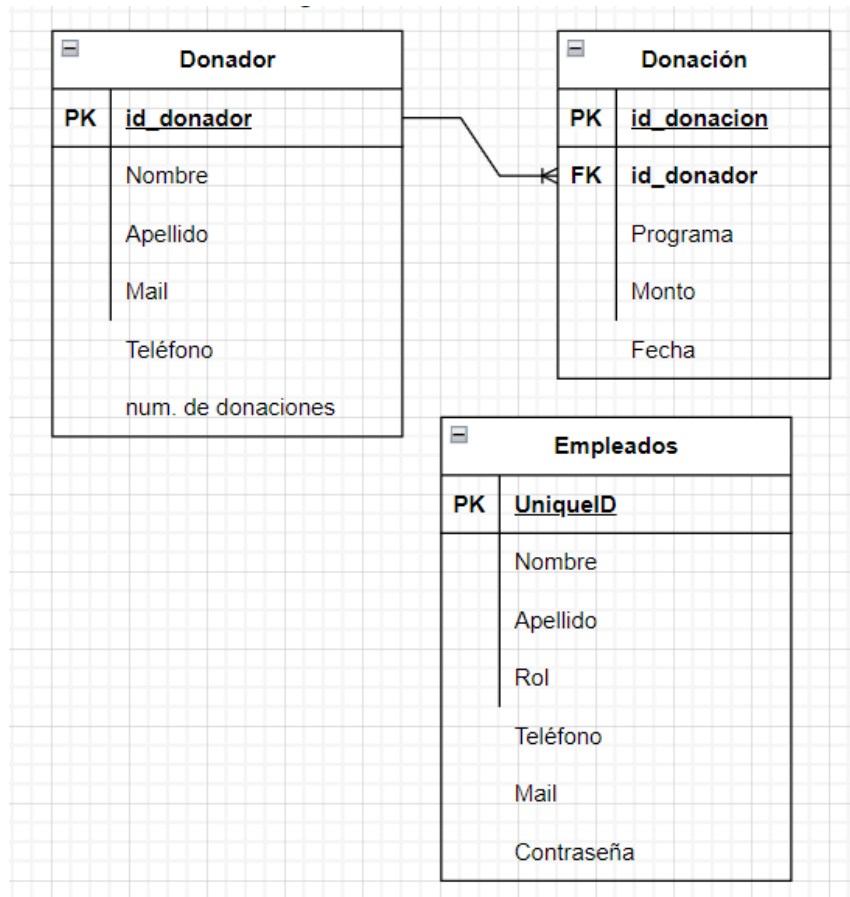 Donador
PK id_donador
Nombre
Apellido
Mail
Teléfono
num. de donaciones
Donación
PK id_donacion
FK id_donador
Programa
Monto
Fecha
Empleados
PK UniqueID
Nombre
Apellido
Rol
Teléfono
Mail
Contraseña